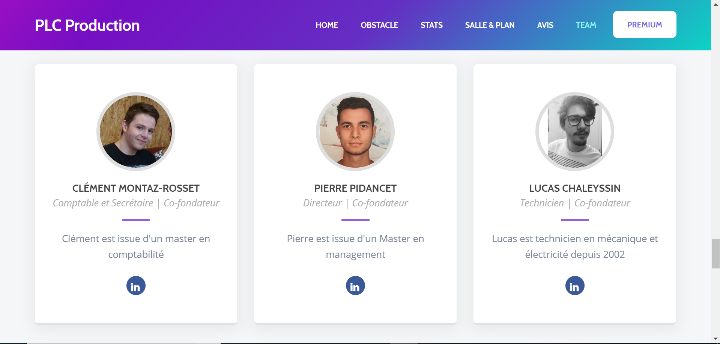 PLC Production
HOME OBSTACLE STATS SALLE & PLAN AVIS TEAM PREMIUM
CLÉMENT MONTAZ-ROSSET
Comptable et Secrétaire | Co-fondateur
Clément est issue d'un master en
comptabilité
in
PIERRE PIDANCET
Directeur | Co-fondateur
Pierre est issue d'un Master en
management
in
LUCAS CHALEYSSIN
Technicien | Co-fondateur
Lucas est technicien en mécanique et
électricité depuis 2002
in